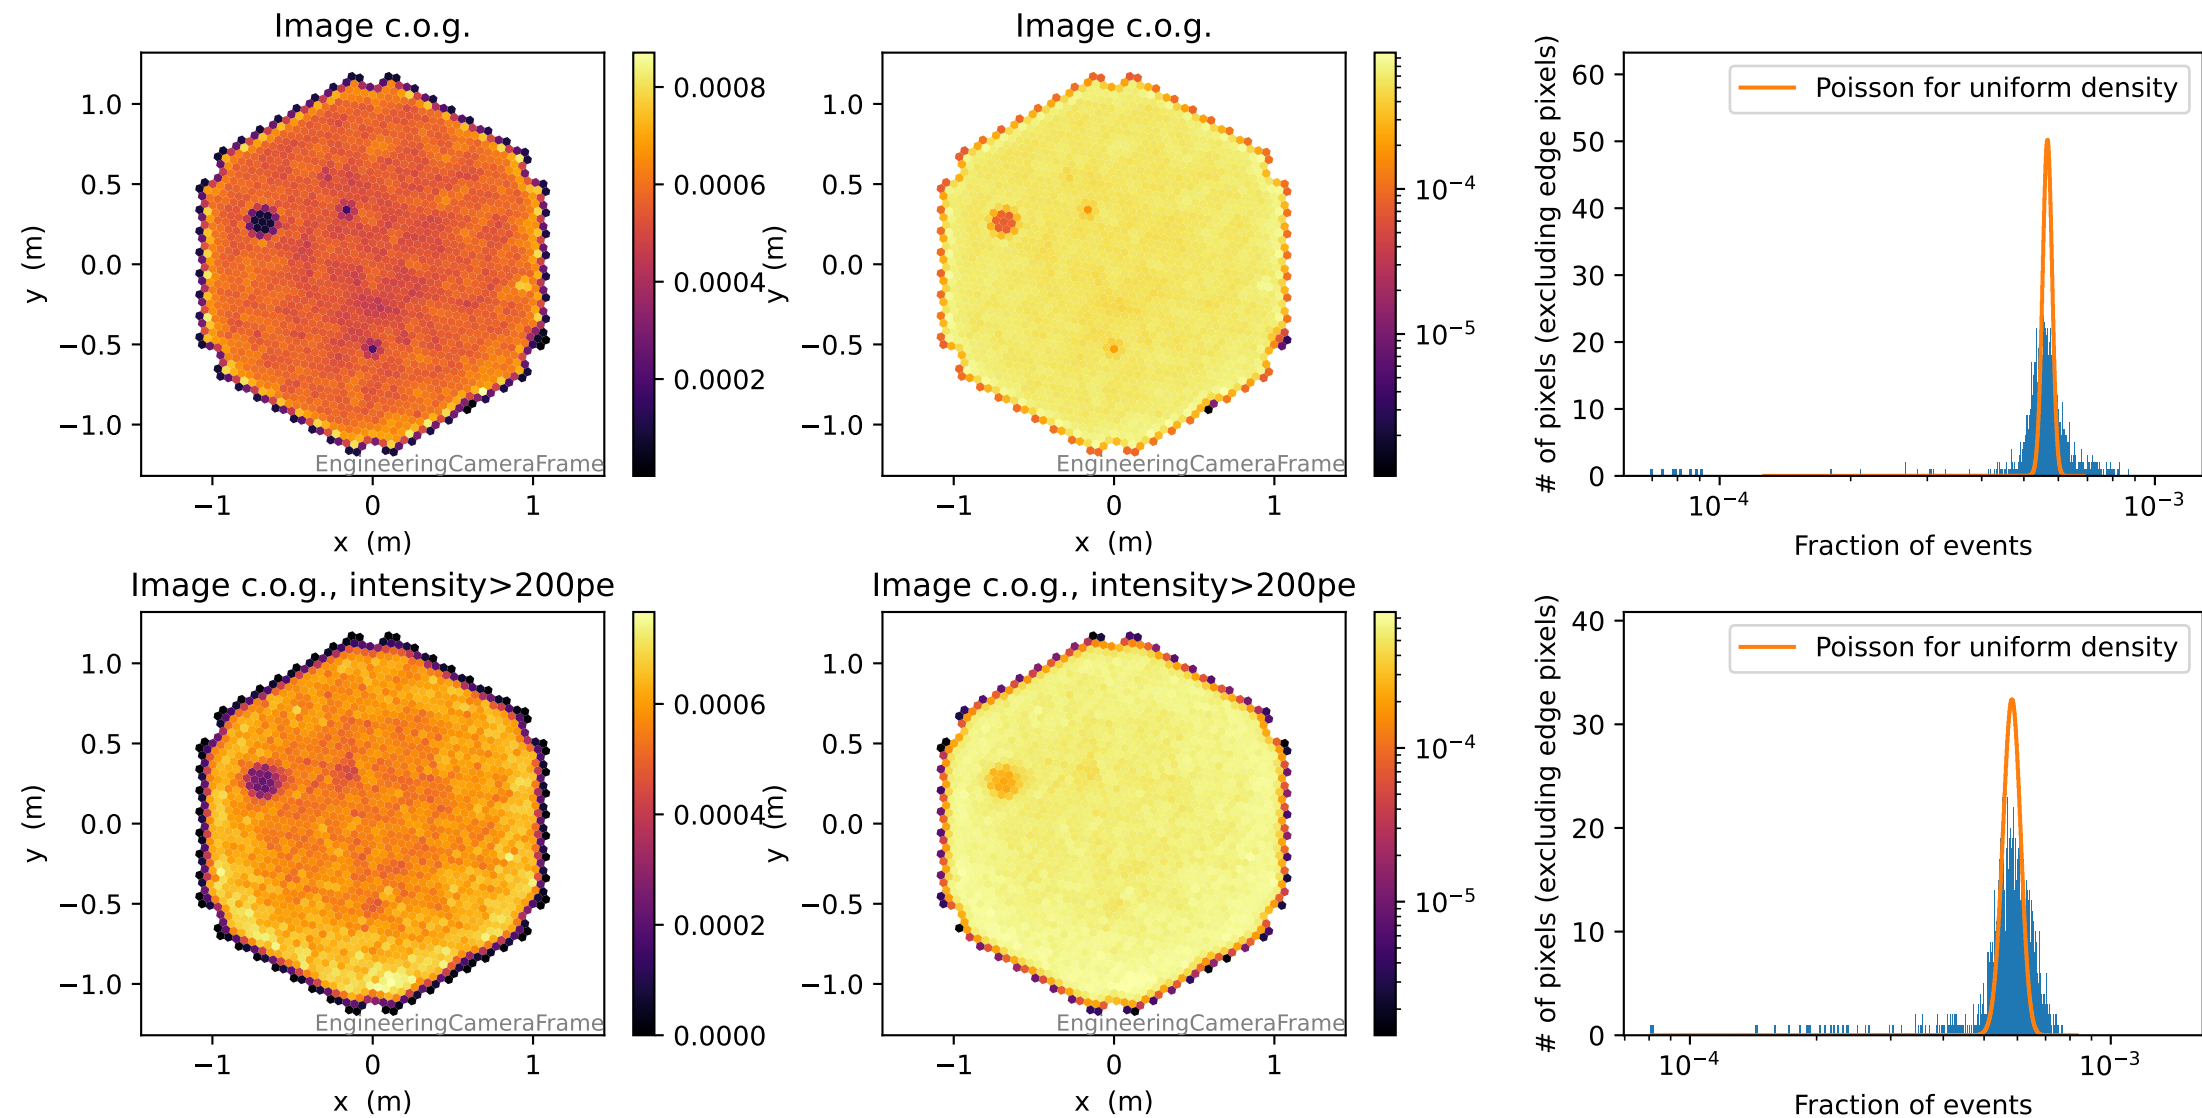 Image c.o.g.
1.0
0.5
0.0
−0.5
−1.0
y (m)
−1
0
1
x (m)
EngineeringCameraFrame
0.0008
0.0006
0.0004
0.0002
Image c.o.g.
1.0
0.5
0.0
−0.5
−1.0
y (m)
−1
0
1
x (m)
EngineeringCameraFrame
10⁻⁴
10⁻⁵
60
50
40
30
20
10
0
# of pixels (excluding edge pixels)
Poisson for uniform density
10⁻⁴
10⁻³
Fraction of events
Image c.o.g., intensity>200pe
1.0
0.5
0.0
−0.5
−1.0
y (m)
−1
0
1
x (m)
EngineeringCameraFrame
0.0006
0.0004
0.0002
0.0000
Image c.o.g., intensity>200pe
1.0
0.5
0.0
−0.5
−1.0
y (m)
−1
0
1
x (m)
EngineeringCameraFrame
10⁻⁴
10⁻⁵
40
30
20
10
0
# of pixels (excluding edge pixels)
Poisson for uniform density
10⁻⁴
10⁻³
Fraction of events